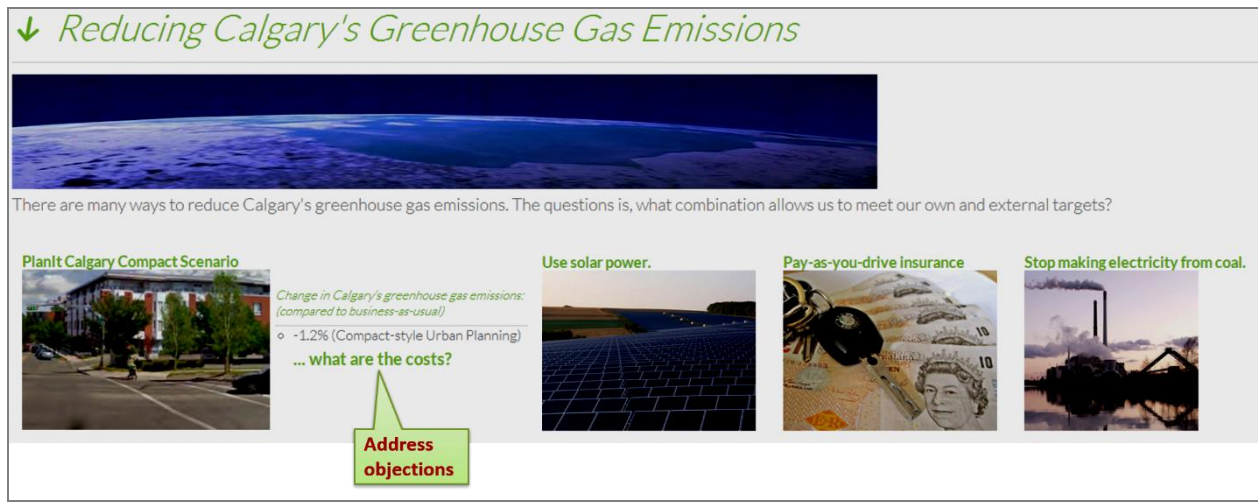 Reducing Calgary's Greenhouse Gas Emissions
There are many ways to reduce Calgary's greenhouse gas emissions. The questions is, what combination allows us to meet our own and external targets?
PlanIt Calgary Compact Scenario
Change in Calgary's greenhouse gas emissions:
(compared to business-as-usual)
-1.2% (Compact-style Urban Planning)
... what are the costs?
Address
objections
Use solar power.
Pay-as-you-drive insurance
10
10
Stop making electricity from coal.